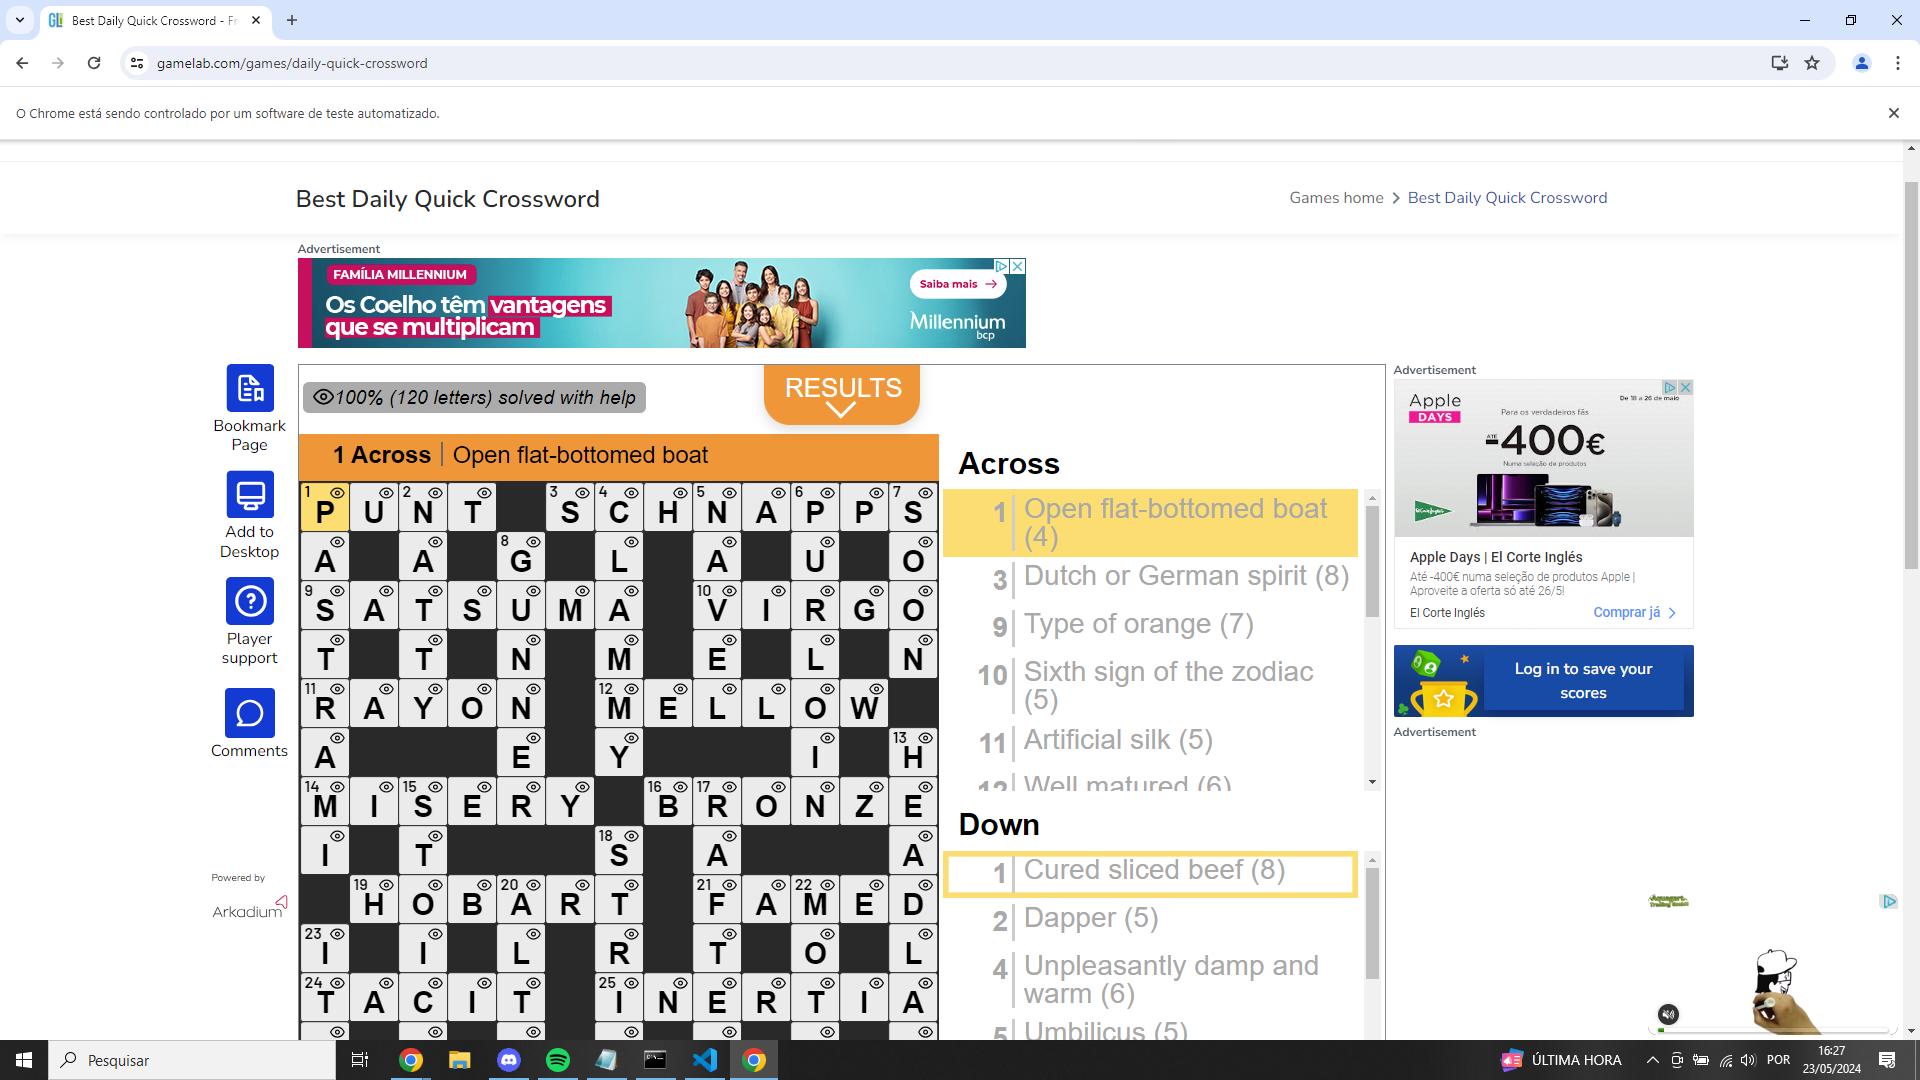 Best Daily Quick Crossword - Fr
gamelab.com/games/daily-quick-crossword
O Chrome está sendo controlado por um software de teste automatizado.
Best Daily Quick Crossword
Games home > Best Daily Quick Crossword
Advertisement
FAMÍLIA MILLENNIUM
Os Coelho têm vantagens
que se multiplicam
Saiba mais →
Millennium
bcp
Bookmark
Page
Add to
Desktop
Player
support
Comments
Powered by
Arkadium
100% (120 letters) solved with help
RESULTS
1 Across | Open flat-bottomed boat
1 P U 2 N T 3 S 4 C H 5 N A 6 P P 7 S
A A 8 G L A U O
9 S A T S U M A 10 V I R G O
T T N M E L N
11 R A Y O N 12 M E L L O W
A E Y I 13 H
14 M I 15 S E R Y 16 B 17 R O N Z E
I T 18 S A A
19 H O B 20 A R T 21 F A 22 M E D
23 I I L R T O L
24 T A C I T 25 I N E R T I A
Across
1 Open flat-bottomed boat
(4)
3 Dutch or German spirit (8)
9 Type of orange (7)
10 Sixth sign of the zodiac
(5)
11 Artificial silk (5)
12 Well matured (6)
Down
1 Cured sliced beef (8)
2 Dapper (5)
4 Unpleasantly damp and
warm (6)
5 Umbilicus (5)
Advertisement
Apple
DAYS
De 18 a 26 de maio
Para os verdadeiros fãs
ATÉ
-400€
Numa seleção de produtos
El Corte Inglés
Apple Days | El Corte Inglés
Até -400€ numa seleção de produtos Apple |
Aproveite a oferta só até 26/5!
El Corte Inglés
Comprar já >
Log in to save your
scores
Advertisement
Pesquisar
ÚLTIMA HORA
POR
16:27
23/05/2024